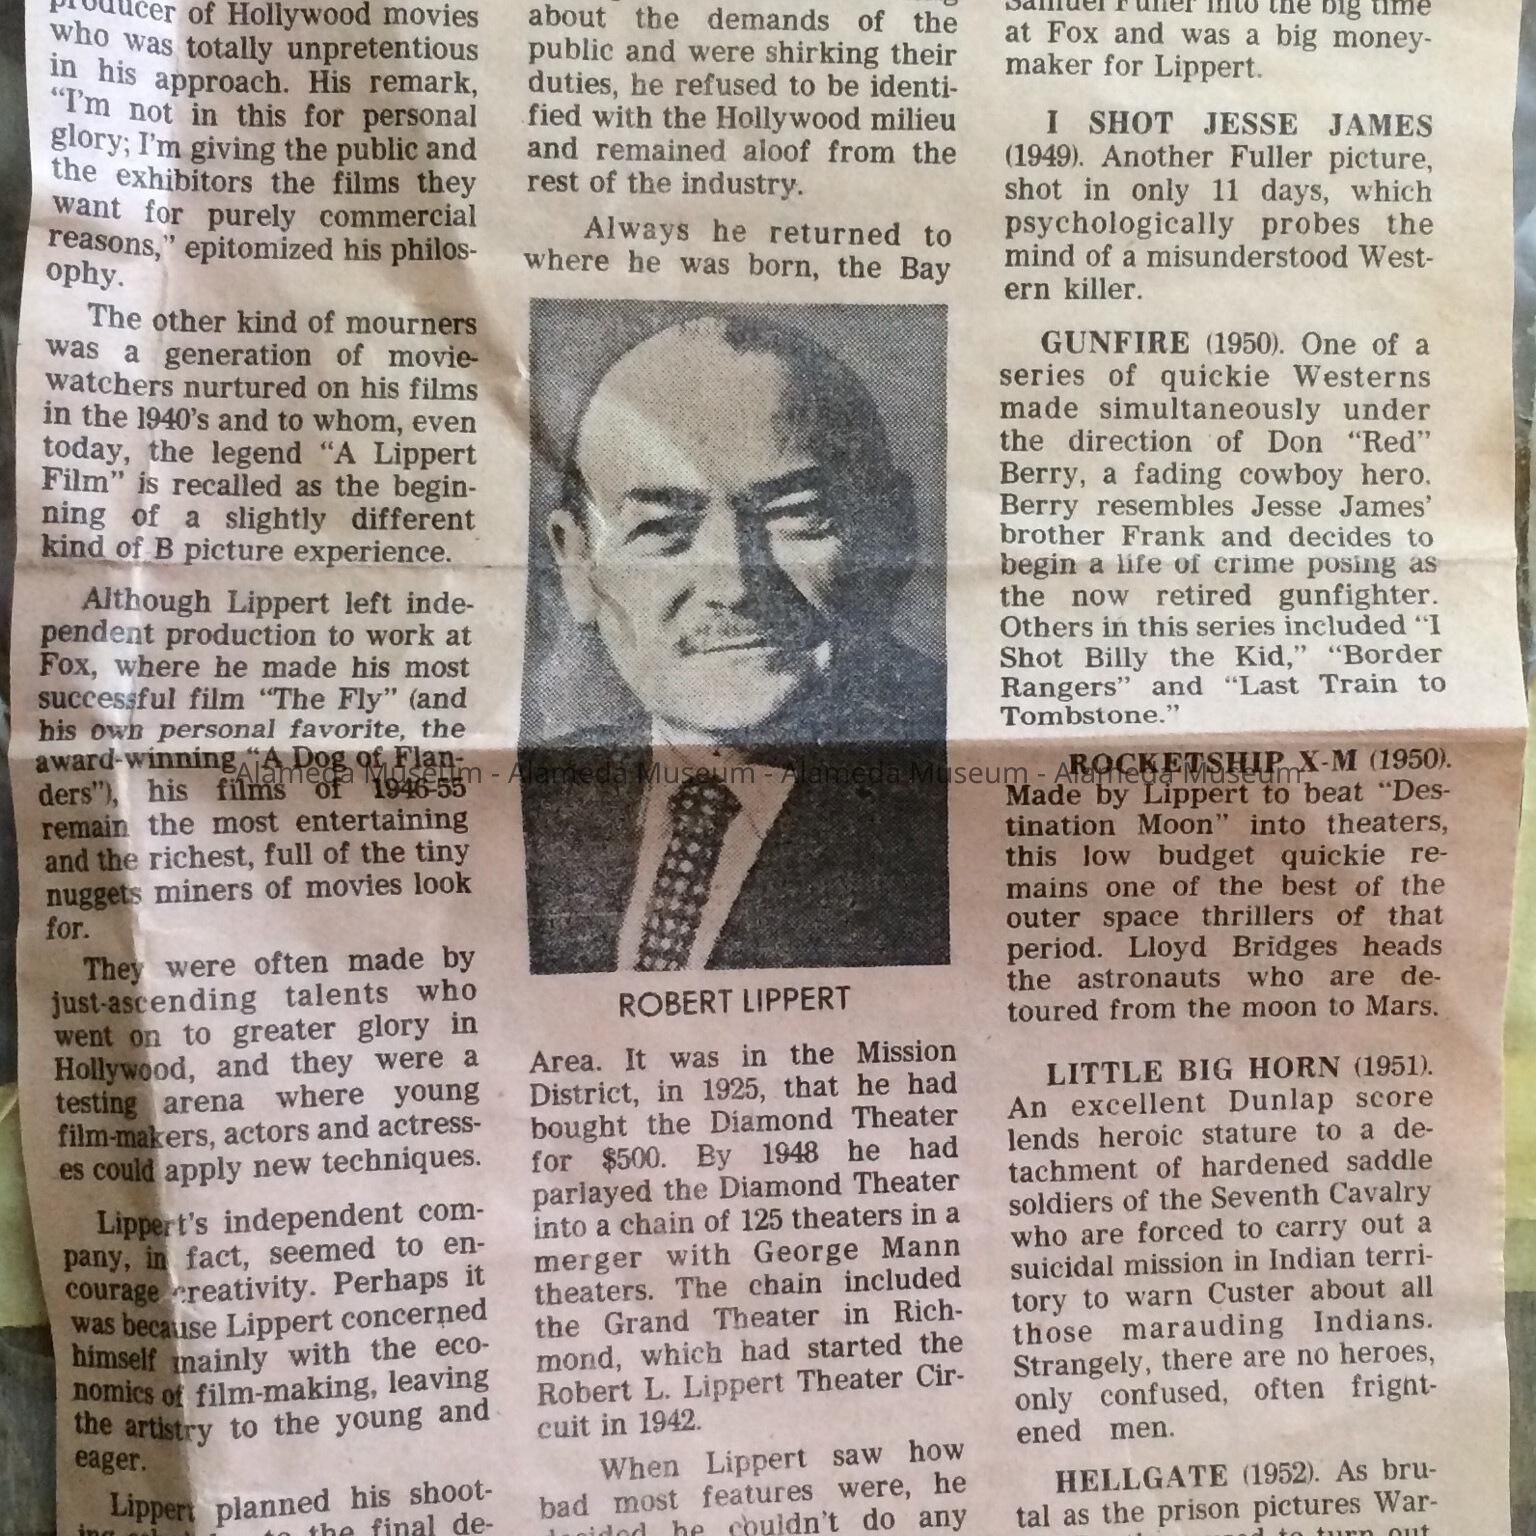 producer of Hollywood movies
who was totally unpretentious
in his approach. His remark,
“I'm not in this for personal
glory; I'm giving the public and
the exhibitors the films they
want for purely commercial
reasons,” epitomized his philos-
ophy.
The other kind of mourners
was a generation of movie-
watchers nurtured on his films
in the 1940's and to whom, even
today, the legend “A Lippert
Film” is recalled as the begin-
ning of a slightly different
kind of B picture experience.
Although Lippert left inde-
pendent production to work at
Fox, where he made his most
successful film “The Fly” (and
his own personal favorite, the
award-winning “A Dog of Flan-
ders”), his films of 1946-55
remain the most entertaining
and the richest, full of the tiny
nuggets miners of movies look
for.
They were often made by
just-ascending talents who
went on to greater glory in
Hollywood, and they were a
testing arena where young
film-makers, actors and actress-
es could apply new techniques.
Lippert's independent com-
pany, in fact, seemed to en-
courage creativity. Perhaps it
was because Lippert concerned
himself mainly with the eco-
nomics of film-making, leaving
the artistry to the young and
eager.
Lippert planned his shoot-
the final de-
about the demands of the
public and were shirking their
duties, he refused to be identi-
fied with the Hollywood milieu
and remained aloof from the
rest of the industry.
Always he returned to
where he was born, the Bay
ROBERT LIPPERT
Area. It was in the Mission
District, in 1925, that he had
bought the Diamond Theater
for $500. By 1948 he had
parlayed the Diamond Theater
into a chain of 125 theaters in a
merger with George Mann
theaters. The chain included
the Grand Theater in Rich-
mond, which had started the
Robert L. Lippert Theater Cir-
cuit in 1942.
When Lippert saw how
bad most features were, he
decided he couldn't do any
Samuel Fuller into the big time
at Fox and was a big money-
maker for Lippert.
I SHOT JESSE JAMES
(1949). Another Fuller picture,
shot in only 11 days, which
psychologically probes the
mind of a misunderstood West-
ern killer.
GUNFIRE (1950). One of a
series of quickie Westerns
made simultaneously under
the direction of Don “Red”
Berry, a fading cowboy hero.
Berry resembles Jesse James'
brother Frank and decides to
begin a life of crime posing as
the now retired gunfighter.
Others in this series included “I
Shot Billy the Kid,” “Border
Rangers” and “Last Train to
Tombstone.”
ROCKETSHIP X-M (1950).
Made by Lippert to beat “Des-
tination Moon” into theaters,
this low budget quickie re-
mains one of the best of the
outer space thrillers of that
period. Lloyd Bridges heads
the astronauts who are de-
toured from the moon to Mars.
LITTLE BIG HORN (1951).
An excellent Dunlap score
lends heroic stature to a de-
tachment of hardened saddle
soldiers of the Seventh Cavalry
who are forced to carry out a
suicidal mission in Indian terri-
tory to warn Custer about all
those marauding Indians.
Strangely, there are no heroes,
only confused, often fright-
ened men.
HELLGATE (1952). As bru-
tal as the prison pictures War-
to turn out
Alameda Museum - Alameda Museum - Alameda Museum - Alameda Museum